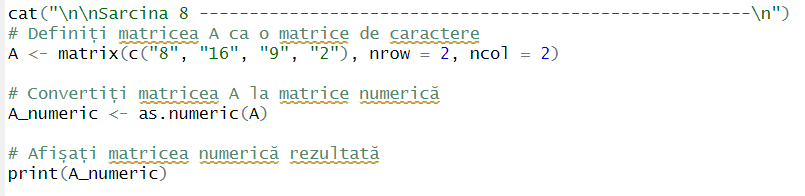 cat("\n\nSarcina 8 --------------------------------------------------\n")
# Definiți matricea A ca o matrice de caractere
A <- matrix(c("8", "16", "9", "2"), nrow = 2, ncol = 2)
# Convertiți matricea A la matrice numerică
A_numeric <- as.numeric(A)
# Afișați matricea numerică rezultată
print(A_numeric)